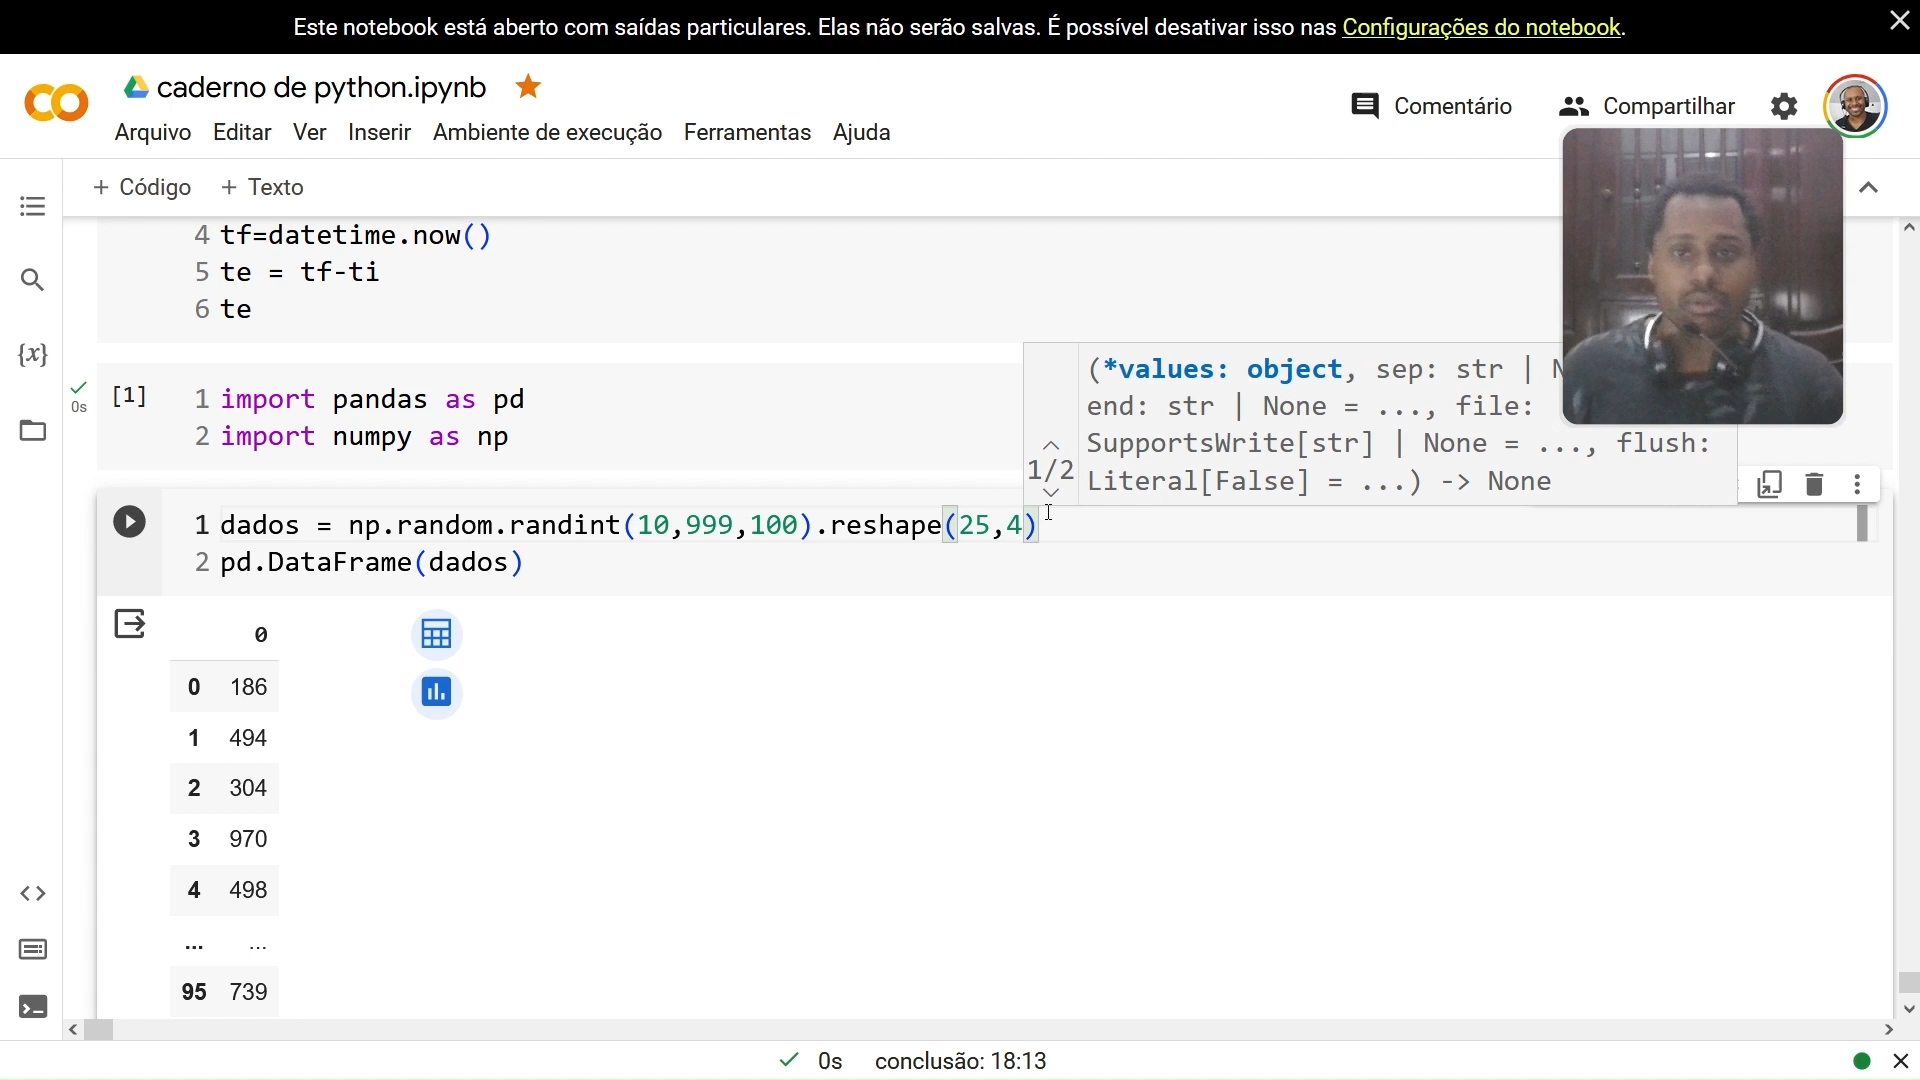 Este notebook está aberto com saídas particulares. Elas não serão salvas. É possível desativar isso nas Configurações do notebook.
caderno de python.ipynb
Comentário
Compartilhar
Arquivo Editar Ver Inserir Ambiente de execução Ferramentas Ajuda
+ Código + Texto
4 tf=datetime.now()
5 te = tf-ti
6 te
{x}
0s
[1]
1 import pandas as pd
2 import numpy as np
(*values: object, sep: str |
end: str | None = ..., file:
SupportsWrite[str] | None = ..., flush:
1/2
Literal[False] = ...) -> None
1 dados = np.random.randint(10,999,100).reshape(25,4)
2 pd.DataFrame(dados)
0
0 186
1 494
2 304
3 970
4 498
... ...
95 739
0s conclusão: 18:13